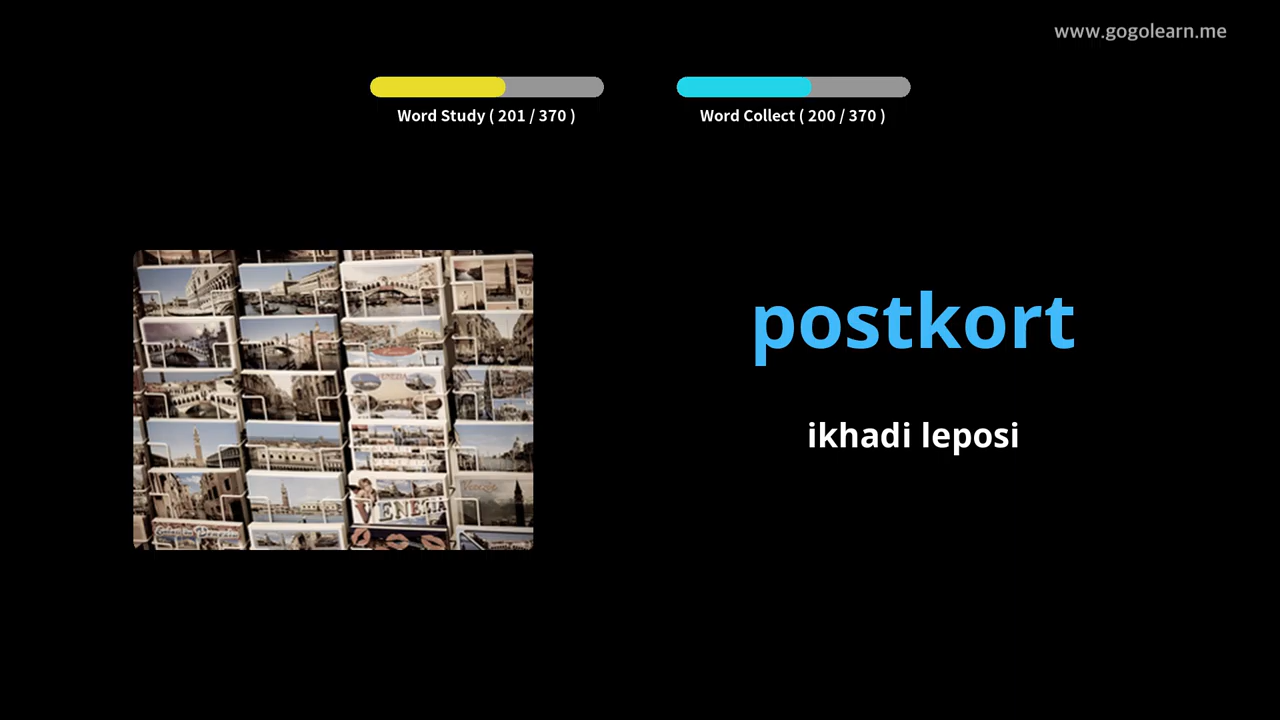 www.gogolearn.me
Word Study ( 201 / 370 )
Word Collect ( 200 / 370 )
postkort
ikhadi leposi
VENEZIA